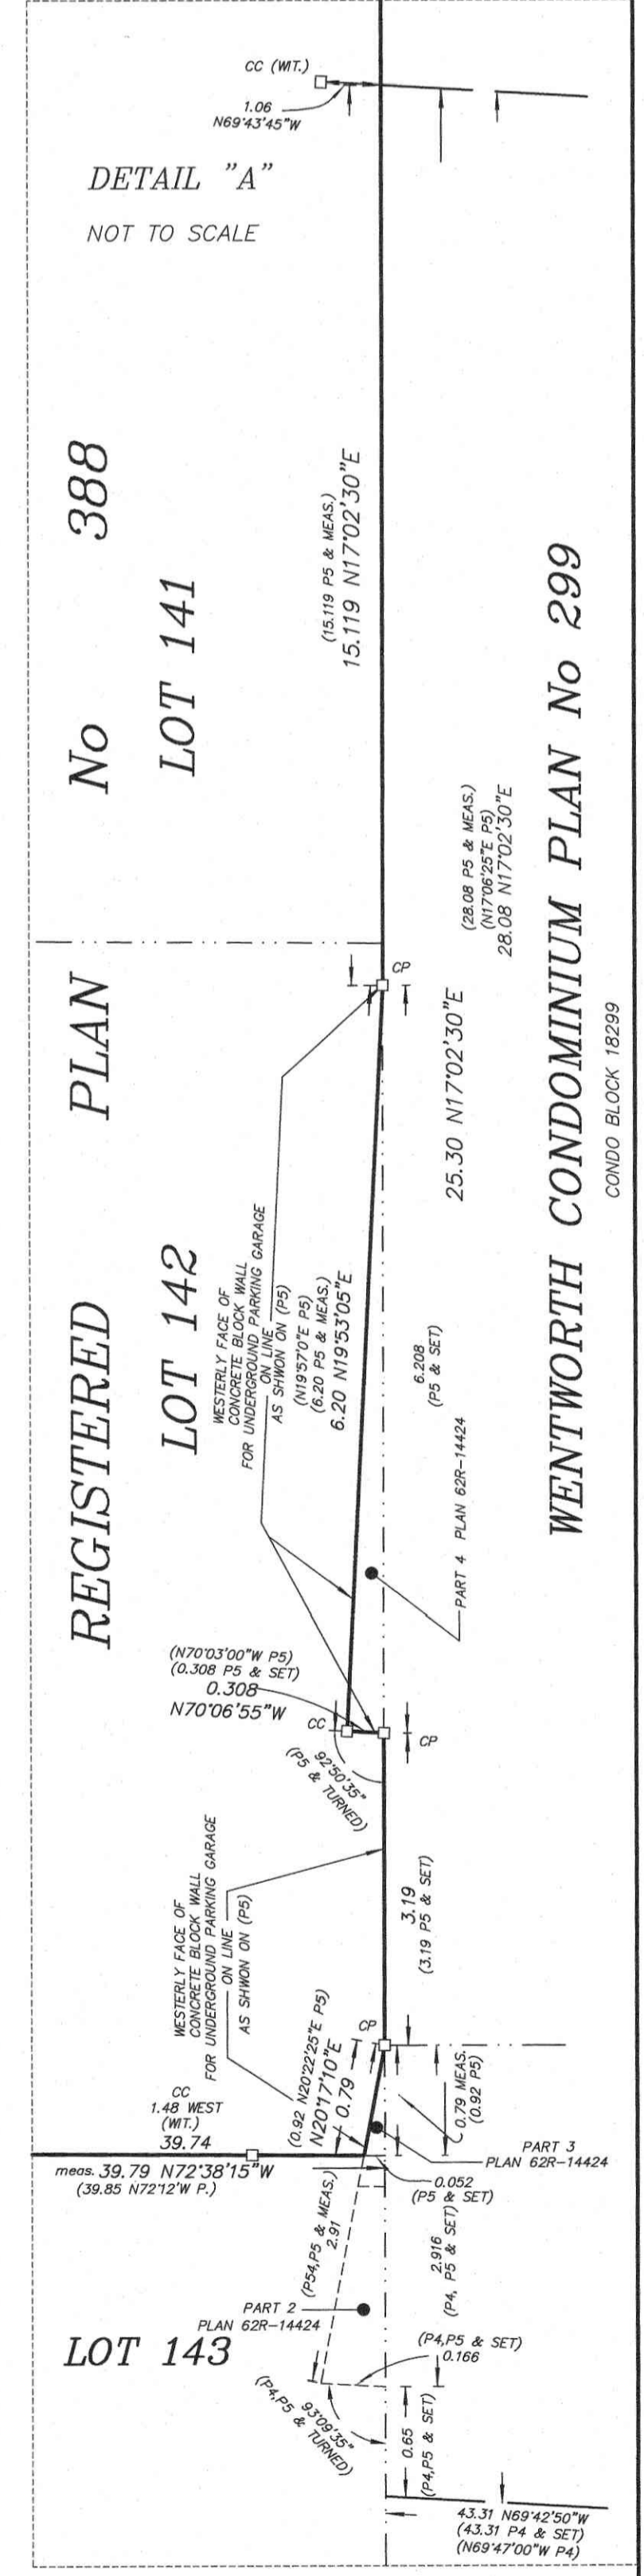 CC (WIT.)
1.06
N69°43'45"W
DETAIL "A"
NOT TO SCALE
REGISTERED PLAN No 388
LOT 141
(15.119 P5 & MEAS.)
15.119 N17°02'30"E
(28.08 P5 & MEAS.)
(N17°06'25"E P5)
28.08 N17°02'30"E
WENTWORTH CONDOMINIUM PLAN No 299
CONDO BLOCK 18299
CP
25.30 N17°02'30"E
LOT 142
WESTERLY FACE OF
CONCRETE BLOCK WALL
FOR UNDERGROUND PARKING GARAGE
ON LINE
AS SHWON ON (P5)
(N19°57'0"E P5)
(6.20 P5 & MEAS.)
6.20 N19°53'05"E
6.208
(P5 & SET)
PART 4 PLAN 62R-14424
(N70°03'00"W P5)
(0.308 P5 & SET)
0.308
N70°06'55"W
CC
CP
92°50'35"
(P5 & TURNED)
WESTERLY FACE OF
CONCRETE BLOCK WALL
FOR UNDERGROUND PARKING GARAGE
ON LINE
AS SHWON ON (P5)
3.19
(3.19 P5 & SET)
CP
(0.92 N20°22'25"E P5)
N20°17'10"E
0.79
0.79 MEAS.
(0.92 P5)
CC
1.48 WEST
(WIT.)
39.74
meas. 39.79 N72°38'15"W
(39.85 N72°12'W P.)
PART 3
PLAN 62R-14424
0.052
(P5 & SET)
(P54,P5 & MEAS.)
2.91
2.916
(P4, P5 & SET)
PART 2
PLAN 62R-14424
LOT 143
(P4,P5 & SET)
0.166
93°09'35"
(P4,P5 & TURNED)
0.65
(P4,P5 & SET)
43.31 N69°42'50"W
(43.31 P4 & SET)
(N69°47'00"W P4)